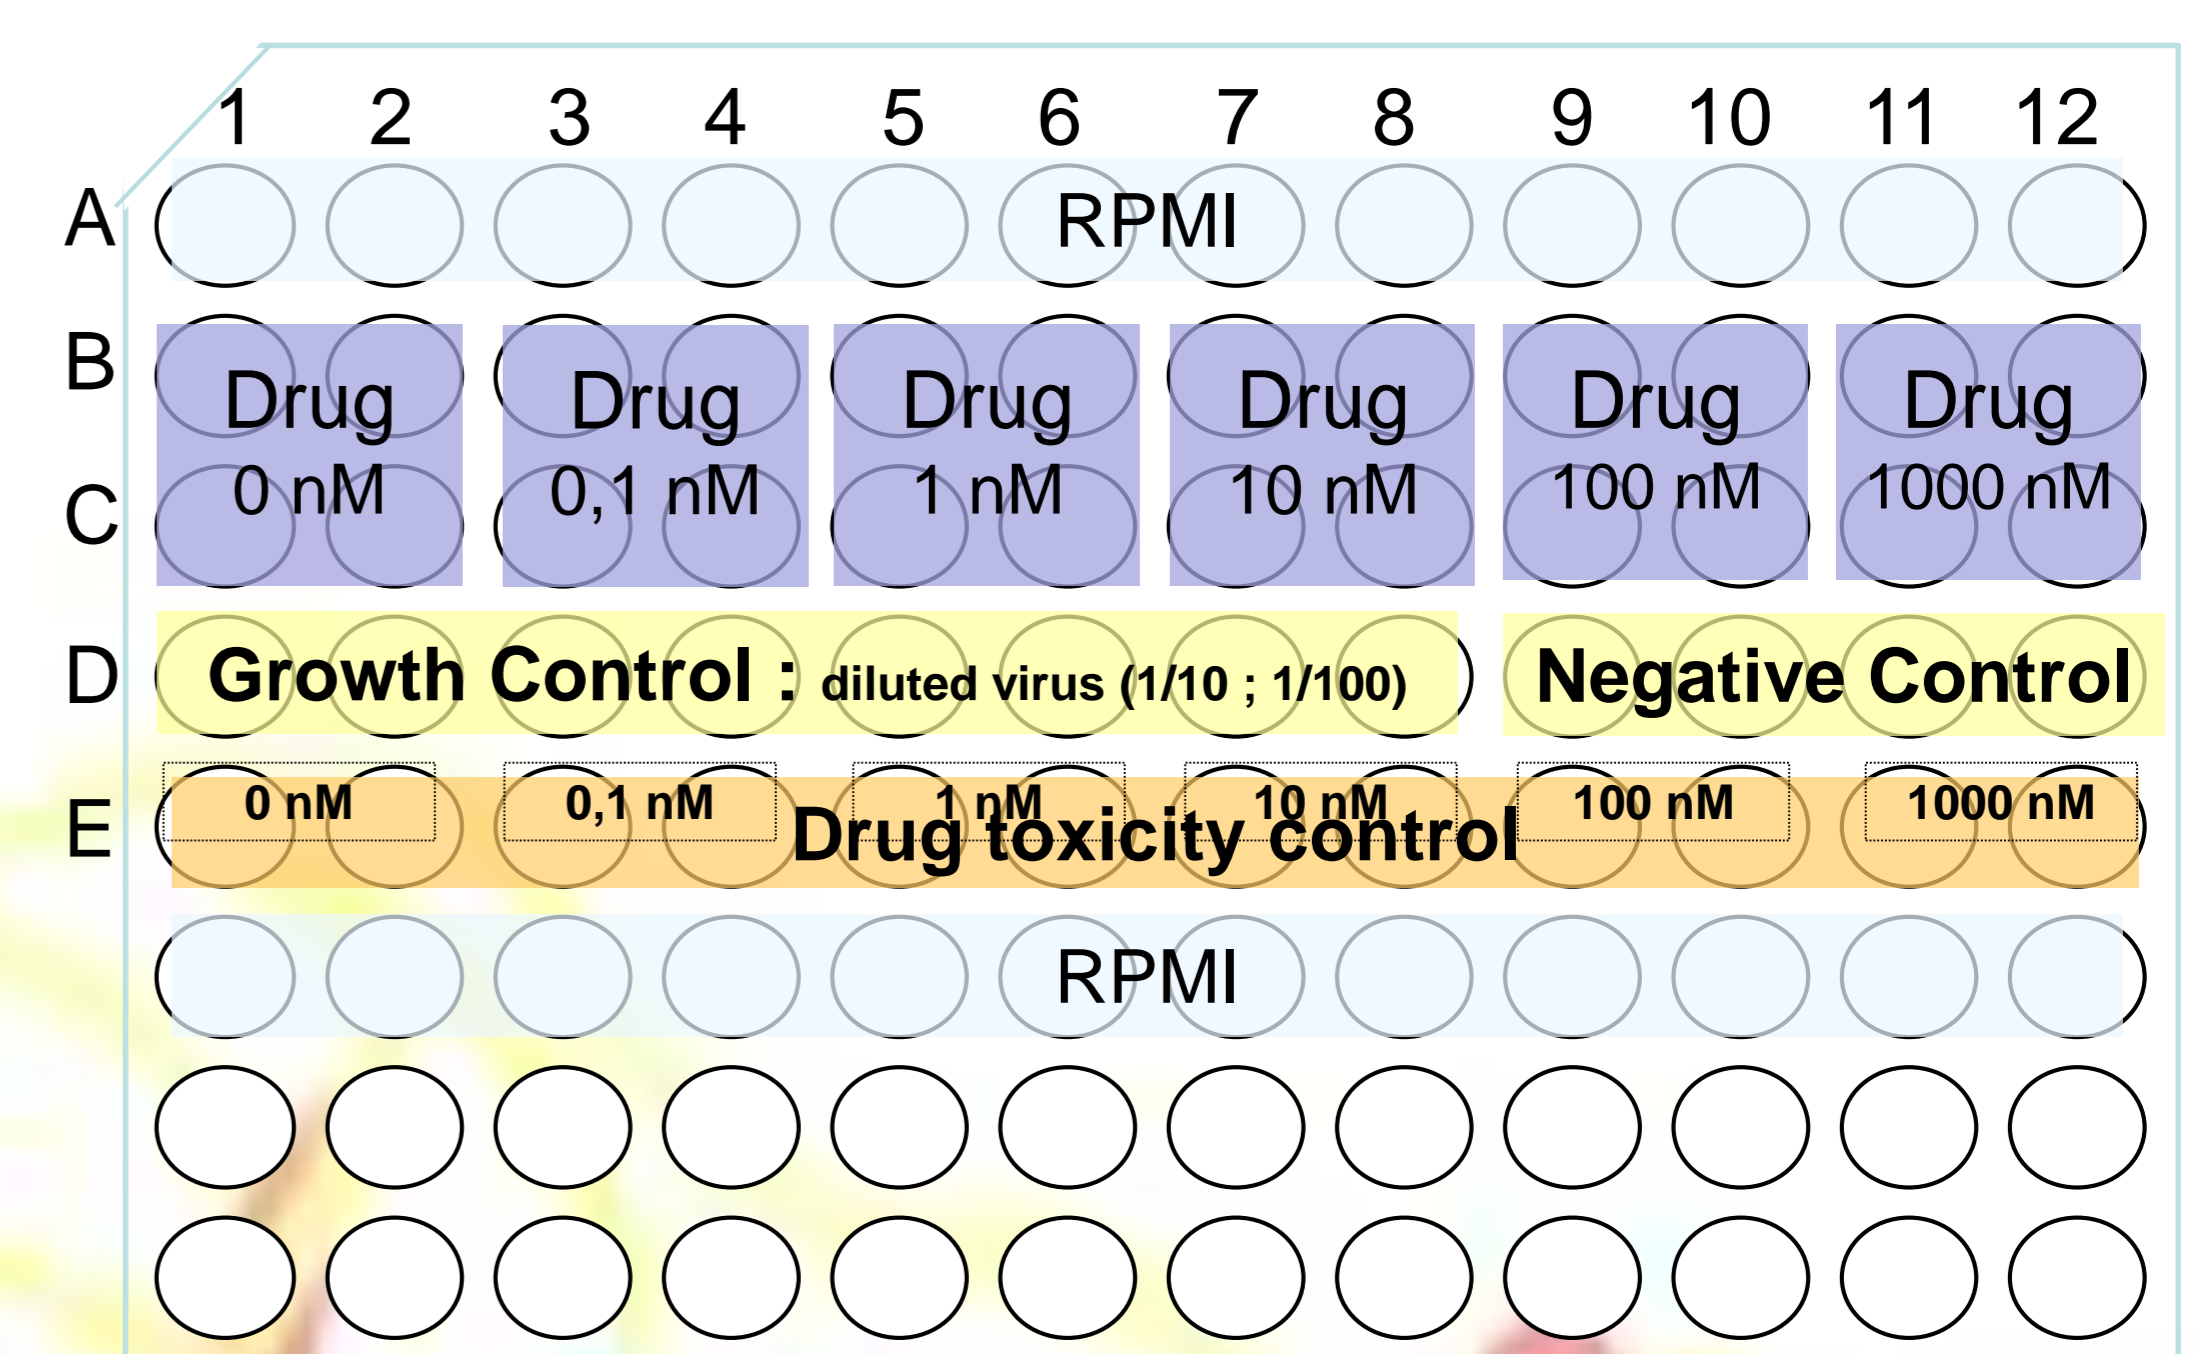 1 2 3 4 5 6 7 8 9 10 11 12
A RPMI
B Drug Drug Drug Drug Drug Drug
C 0 nM 0,1 nM 1 nM 10 nM 100 nM 1000 nM
D Growth Control : diluted virus (1/10 ; 1/100) Negative Control
0 nM 0,1 nM 1 nM 10 nM 100 nM 1000 nM
E Drug toxicity control
RPMI